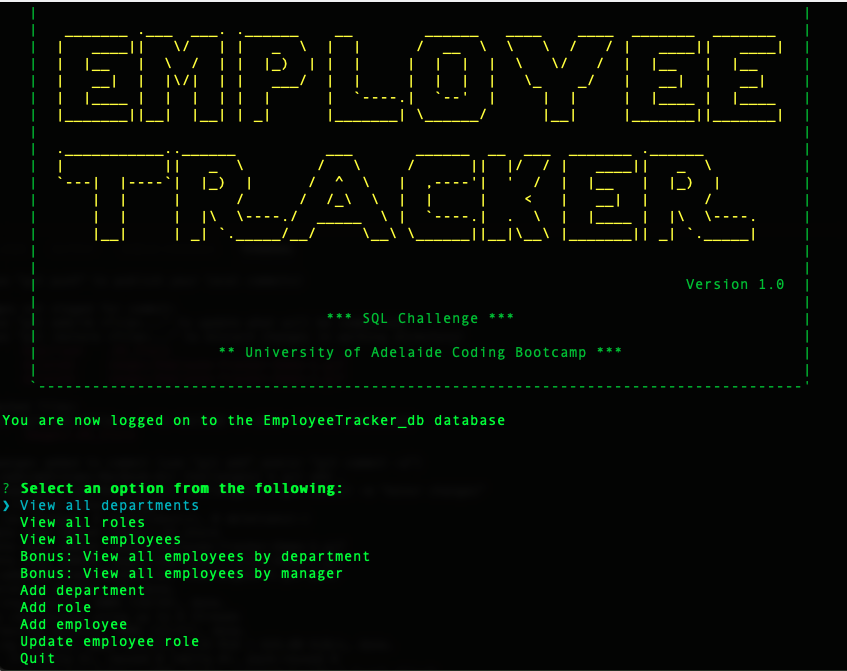 EMPLOYEE
TRACKER
Version 1.0
*** SQL Challenge ***
** University of Adelaide Coding Bootcamp ***
You are now logged on to the EmployeeTracker_db database
? Select an option from the following:
❯ View all departments
View all roles
View all employees
Bonus: View all employees by department
Bonus: View all employees by manager
Add department
Add role
Add employee
Update employee role
Quit